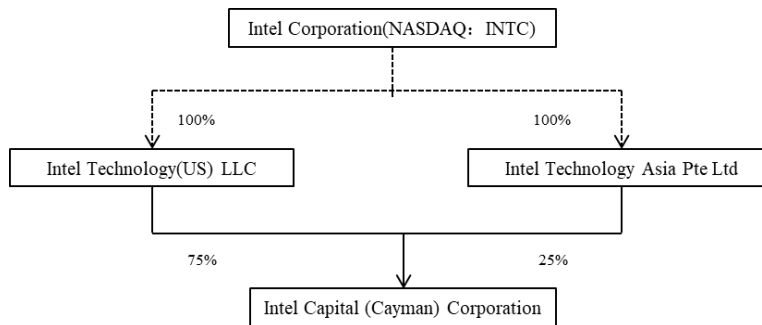 Intel Corporation(NASDAQ：INTC)
100%
100%
Intel Technology(US) LLC
Intel Technology Asia Pte Ltd
75%
25%
Intel Capital (Cayman) Corporation